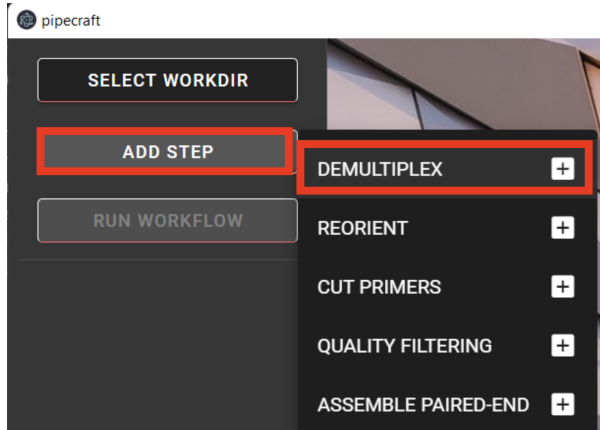 pipecraft
SELECT WORKDIR
ADD STEP
DEMULTIPLEX
REORIENT
RUN WORKFLOW
CUT PRIMERS
QUALITY FILTERING
ASSEMBLE PAIRED-END